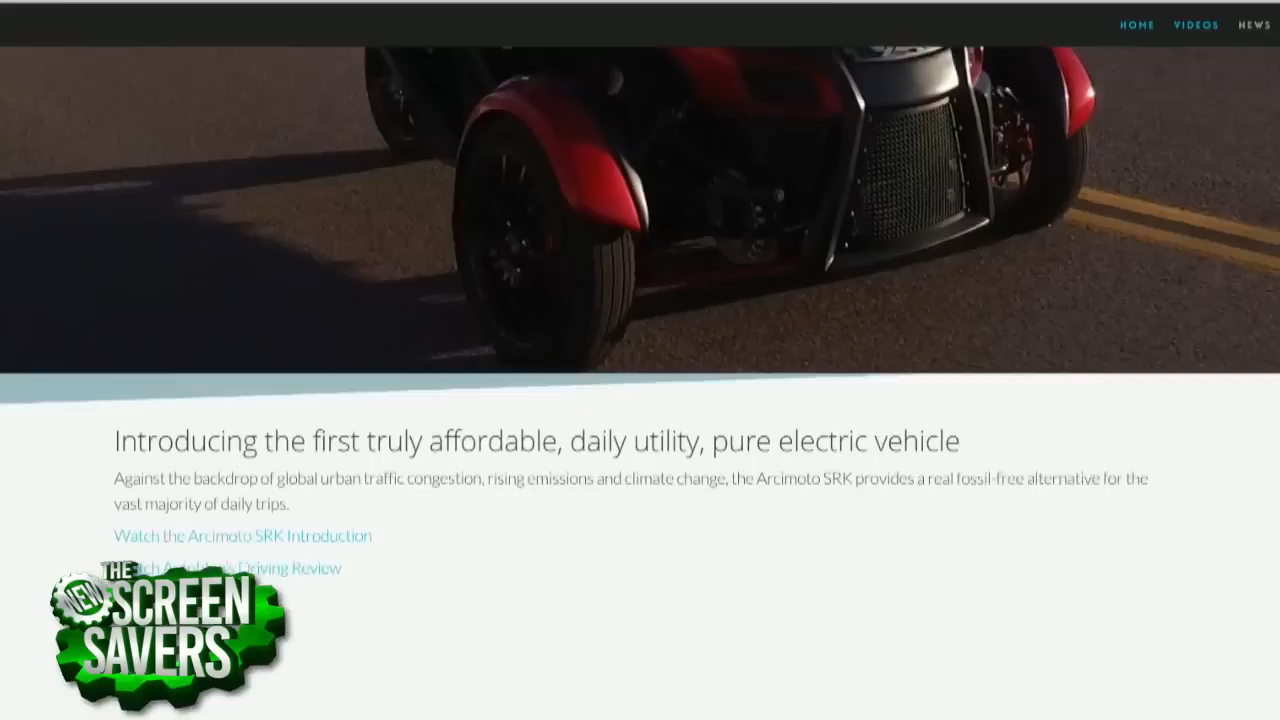 HOME VIDEOS NEWS
Introducing the first truly affordable, daily utility, pure electric vehicle
Against the backdrop of global urban traffic congestion, rising emissions and climate change, the Arcimoto SRK provides a real fossil-free alternative for the
vast majority of daily trips.
Watch the Arcimoto SRK Introduction
Driving Review
THE
NEW SCREEN
SAVERS